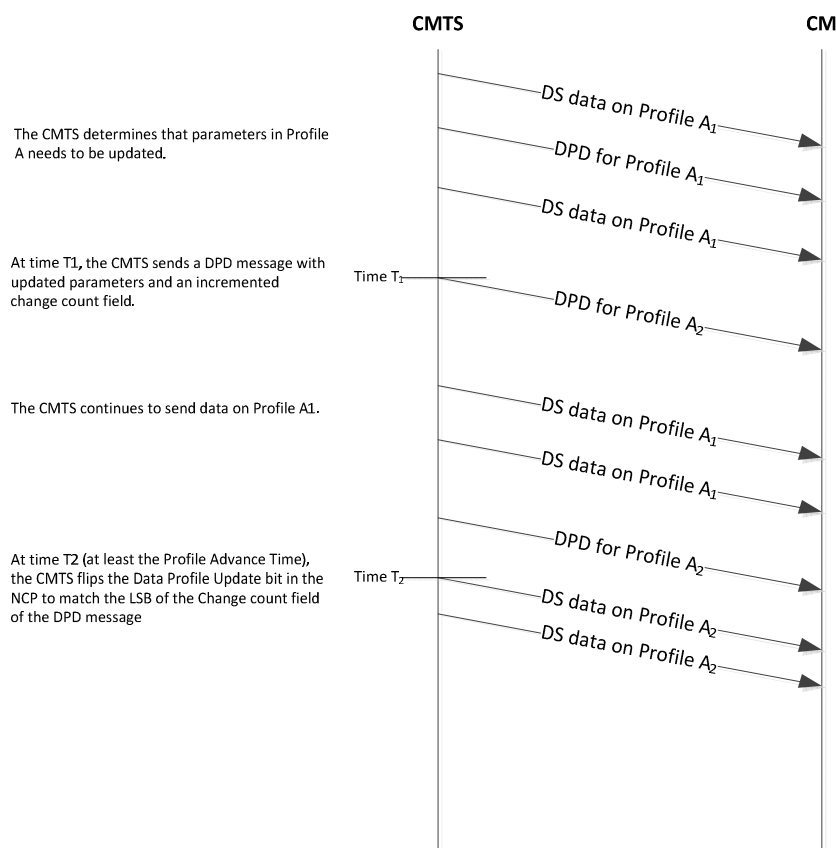 CMTS
CM
DS data on Profile A1
The CMTS determines that parameters in Profile
A needs to be updated.
DPD for Profile A1
DS data on Profile A1
At time T1, the CMTS sends a DPD message with
updated parameters and an incremented
change count field.
Time T1
DPD for Profile A2
The CMTS continues to send data on Profile A1.
DS data on Profile A1
DS data on Profile A1
DPD for Profile A2
At time T2 (at least the Profile Advance Time),
the CMTS flips the Data Profile Update bit in the
NCP to match the LSB of the Change count field
of the DPD message
Time T2
DS data on Profile A2
DS data on Profile A2